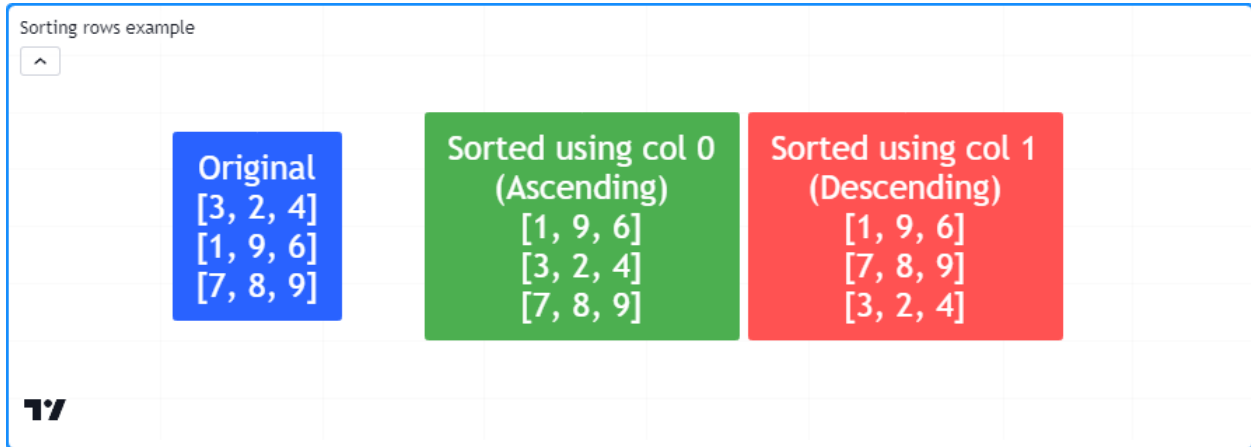 Sorting rows example
Original
[3, 2, 4]
[1, 9, 6]
[7, 8, 9]
Sorted using col 0
(Ascending)
[1, 9, 6]
[3, 2, 4]
[7, 8, 9]
Sorted using col 1
(Descending)
[1, 9, 6]
[7, 8, 9]
[3, 2, 4]